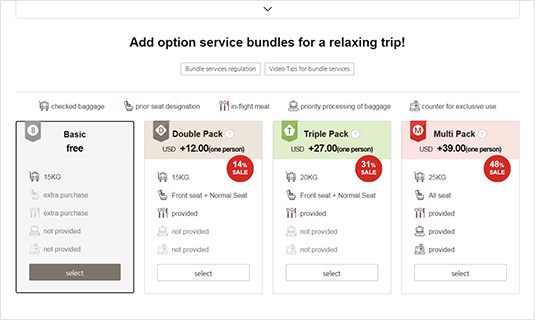 Add option service bundles for a relaxing trip!
Bundle services regulation
Video Tips for bundle services
checked baggage
prior seat designation
in-flight meal
priority processing of baggage
counter for exclusive use
B
Basic
free
15KG
extra purchase
extra purchase
not provided
not provided
select
D
Double Pack
USD +12.00(one person)
14%
SALE
15KG
Front seat + Normal Seat
provided
not provided
not provided
select
T
Triple Pack
USD +27.00(one person)
31%
SALE
20KG
Front seat + Normal Seat
provided
not provided
not provided
select
M
Multi Pack
USD +39.00(one person)
48%
SALE
25KG
All seat
provided
provided
provided
select